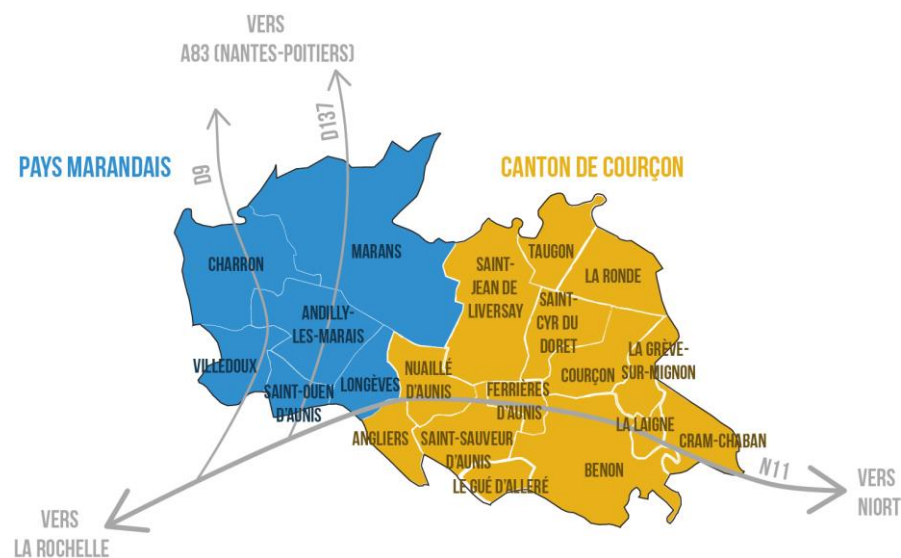 VERS
A83 (NANTES-POITIERS)
D9
D137
PAYS MARANDAIS
CANTON DE COURÇON
CHARRON
MARANS
SAINT-
JEAN DE
LIVERSAY
TAUGON
LA RONDE
ANDILLY-
LES-MARAIS
SAINT-
CYR DU
DORET
VILLEDOUX
SAINT-OUEN
D'AUNIS
LONGÈVES
NUAILLÉ
D'AUNIS
FERRIÈRES
D'AUNIS
COURÇON
LA GRÈVE-
SUR-MIGNON
ANGLIERS
SAINT-SAUVEUR
D'AUNIS
LE GUÉ D'ALLERÉ
BENON
LA LAIGNE
CRAM-CHABAN
N11
VERS
NIORT
VERS
LA ROCHELLE